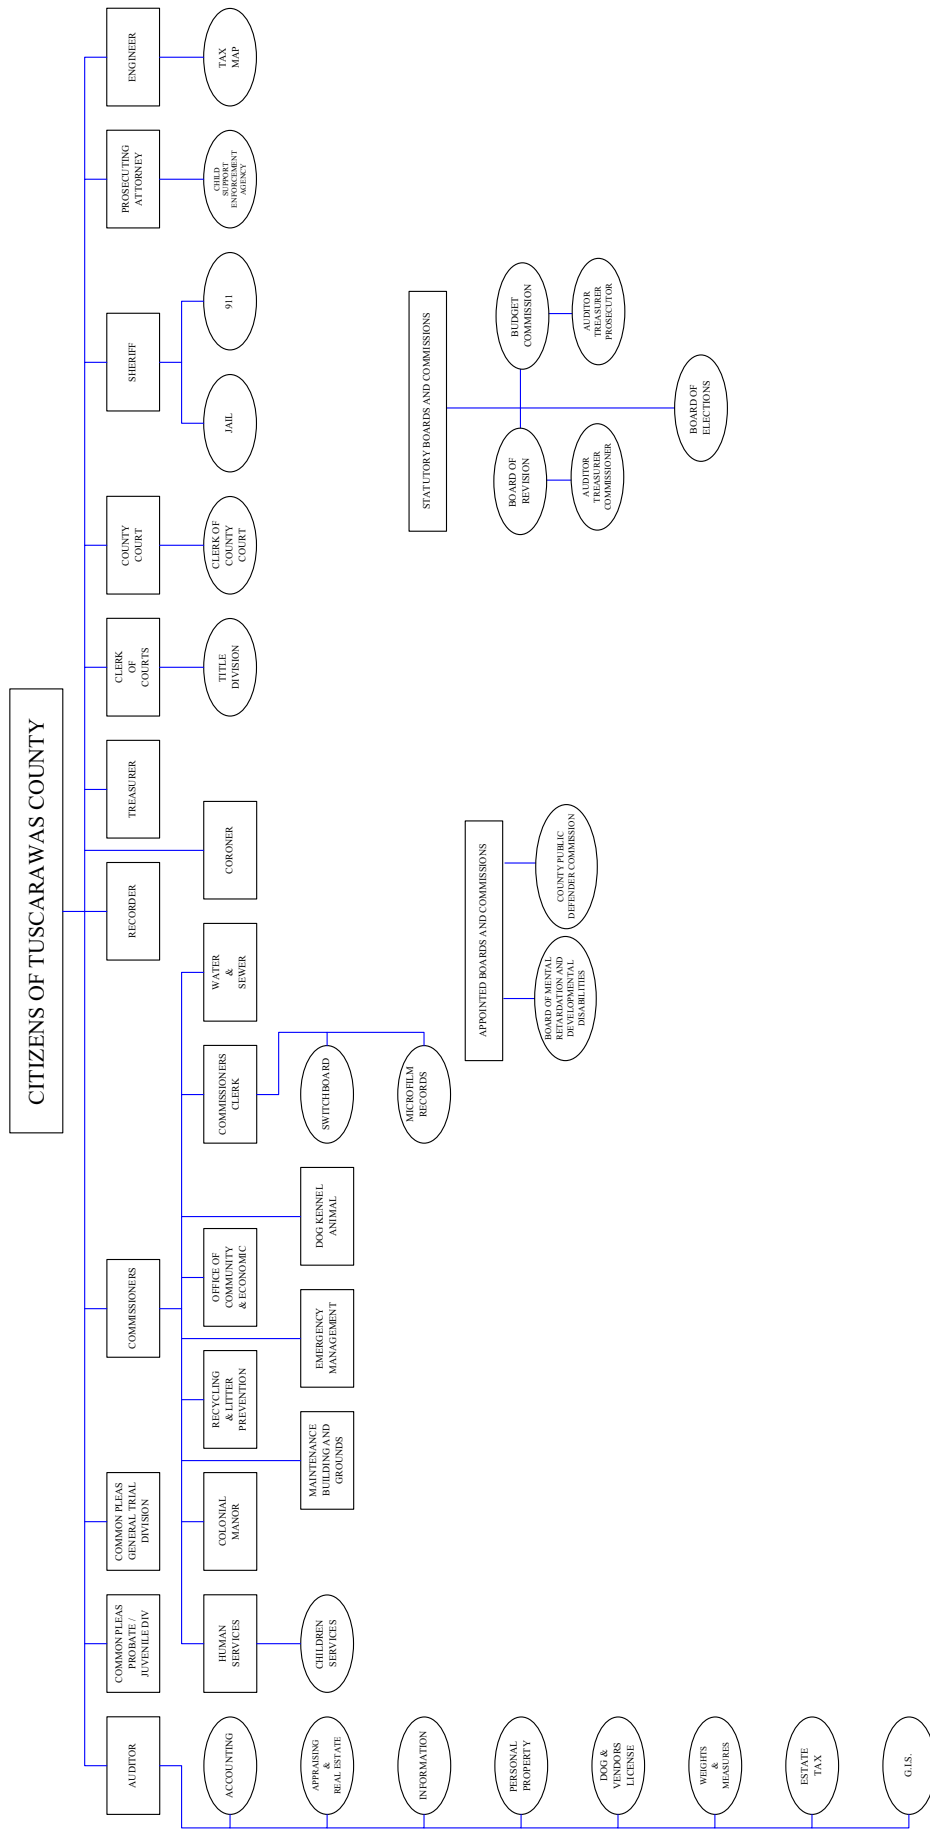 CITIZENS OF TUSCARAWAS COUNTY
AUDITOR
COMMON PLEAS
PROBATE /
JUVENILE DIV
COMMON PLEAS
GENERAL TRIAL
DIVISION
COMMISSIONERS
RECORDER
TREASURER
CLERK
OF
COURTS
COUNTY
COURT
SHERIFF
PROSECUTING
ATTORNEY
ENGINEER
ACCOUNTING
HUMAN
SERVICES
COLONIAL
MANOR
RECYCLING
& LITTER
PREVENTION
OFFICE OF
COMMUNITY
& ECONOMIC
COMMISSIONERS
CLERK
WATER
&
SEWER
CORONER
TITLE
DIVISION
CLERK OF
COUNTY
COURT
JAIL
911
CHILD
SUPPORT
ENFORCEMENT
AGENCY
TAX
MAP
APPRAISING
&
REAL ESTATE
CHILDREN
SERVICES
MAINTENANCE
BUILDING AND
GROUNDS
EMERGENCY
MANAGEMENT
DOG KENNEL
ANIMAL
SWITCHBOARD
INFORMATION
MICROFILM
RECORDS
PERSONAL
PROPERTY
DOG &
VENDORS
LICENSE
WEIGHTS
&
MEASURES
ESTATE
TAX
G.I.S.
APPOINTED BOARDS AND COMMISSIONS
BOARD OF MENTAL
RETARDATION AND
DEVELOPMENTAL
DISABILITIES
COUNTY PUBLIC
DEFENDER COMMISSION
STATUTORY BOARDS AND COMMISSIONS
BOARD OF
REVISION
BUDGET
COMMISSION
AUDITOR
TREASURER
COMMISSIONER
AUDITOR
TREASURER
PROSECUTOR
BOARD OF
ELECTIONS